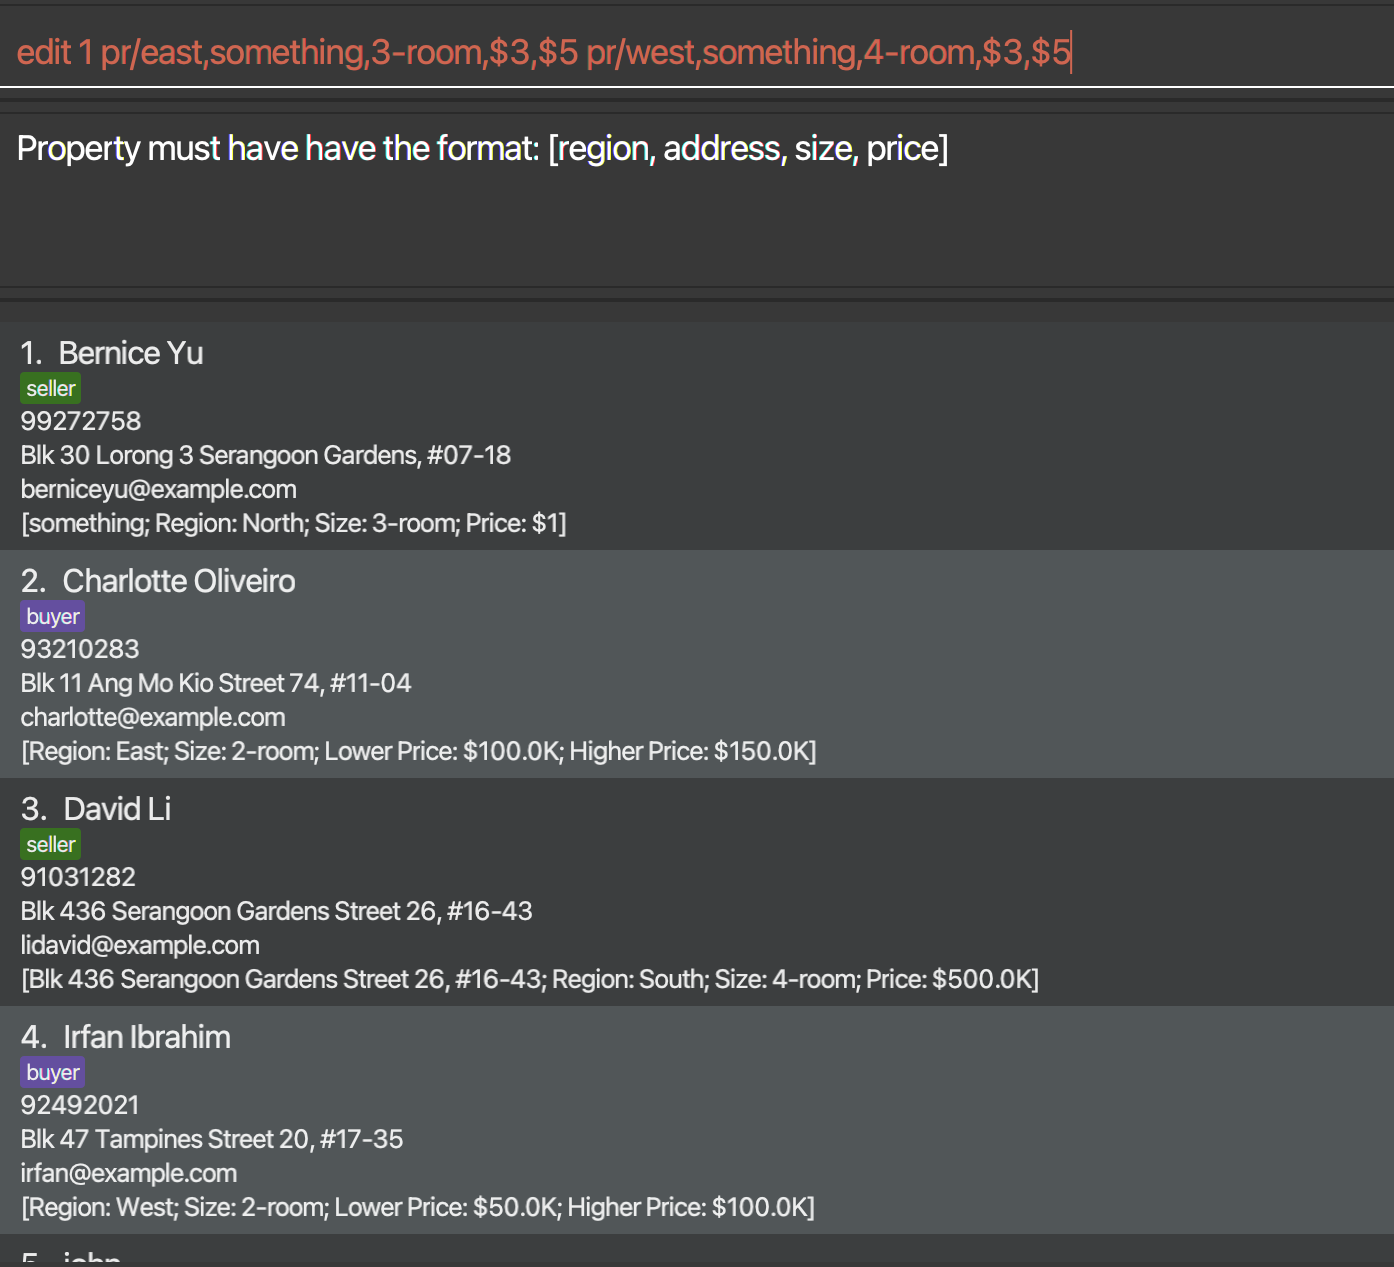 edit 1 pr/east,something,3-room,$3,$5 pr/west,something,4-room,$3,$5
Property must have have the format: [region, address, size, price]
1. Bernice Yu
seller
99272758
Blk 30 Lorong 3 Serangoon Gardens, #07-18
berniceyu@example.com
[something; Region: North; Size: 3-room; Price: $1]
2. Charlotte Oliveiro
buyer
93210283
Blk 11 Ang Mo Kio Street 74, #11-04
charlotte@example.com
[Region: East; Size: 2-room; Lower Price: $100.0K; Higher Price: $150.0K]
3. David Li
seller
91031282
Blk 436 Serangoon Gardens Street 26, #16-43
lidavid@example.com
[Blk 436 Serangoon Gardens Street 26, #16-43; Region: South; Size: 4-room; Price: $500.0K]
4. Irfan Ibrahim
buyer
92492021
Blk 47 Tampines Street 20, #17-35
irfan@example.com
[Region: West; Size: 2-room; Lower Price: $50.0K; Higher Price: $100.0K]
5. john